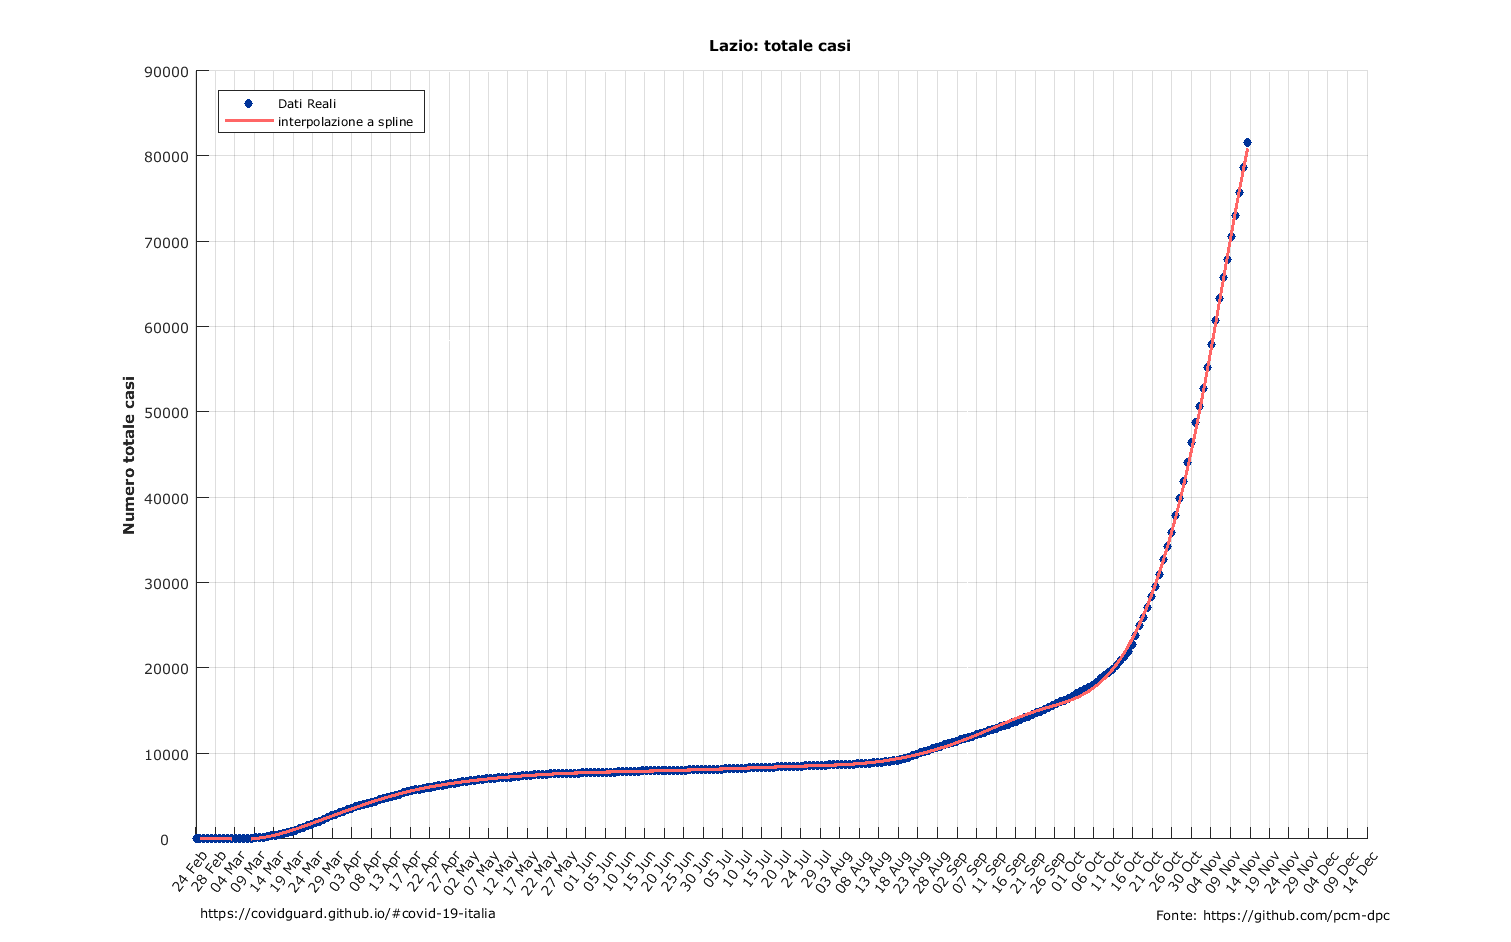 Lazio: totale casi
90000
80000
70000
60000
50000
40000
30000
20000
10000
0
Numero totale casi
Dati Reali
interpolazione a spline
24 Feb
28 Feb
04 Mar
09 Mar
14 Mar
19 Mar
24 Mar
29 Mar
03 Apr
08 Apr
13 Apr
17 Apr
22 Apr
27 Apr
02 May
07 May
12 May
17 May
22 May
27 May
01 Jun
05 Jun
10 Jun
15 Jun
20 Jun
25 Jun
30 Jun
05 Jul
10 Jul
15 Jul
20 Jul
24 Jul
29 Jul
03 Aug
08 Aug
13 Aug
18 Aug
23 Aug
28 Aug
02 Sep
07 Sep
11 Sep
16 Sep
21 Sep
26 Sep
01 Oct
06 Oct
11 Oct
16 Oct
21 Oct
26 Oct
30 Oct
04 Nov
09 Nov
14 Nov
19 Nov
24 Nov
29 Nov
04 Dec
09 Dec
14 Dec
https://covidguard.github.io/#covid-19-italia
Fonte: https://github.com/pcm-dpc